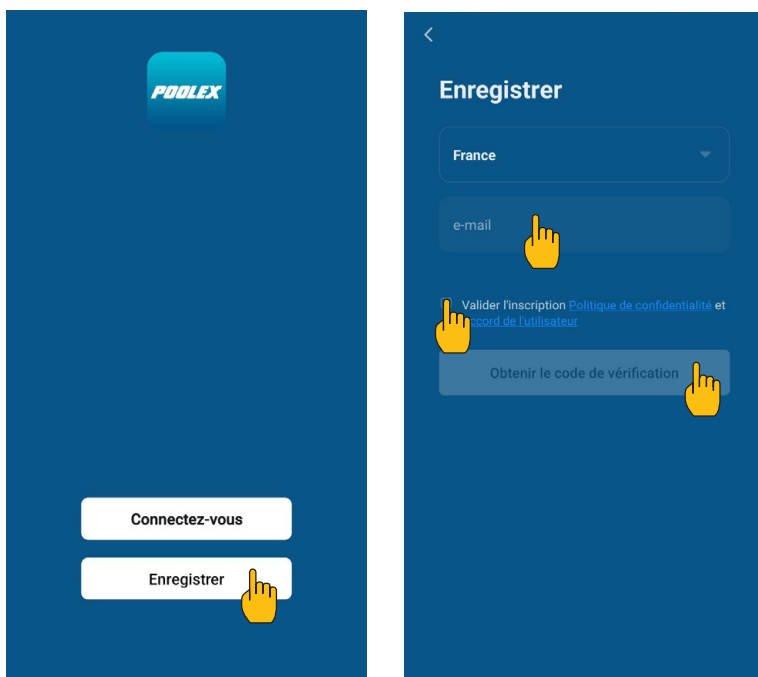 POOLEX
Connectez-vous
Enregistrer
Enregistrer
France
e-mail
Valider l'inscription Politique de confidentialité et
ccord de l'utilisateur
Obtenir le code de vérification